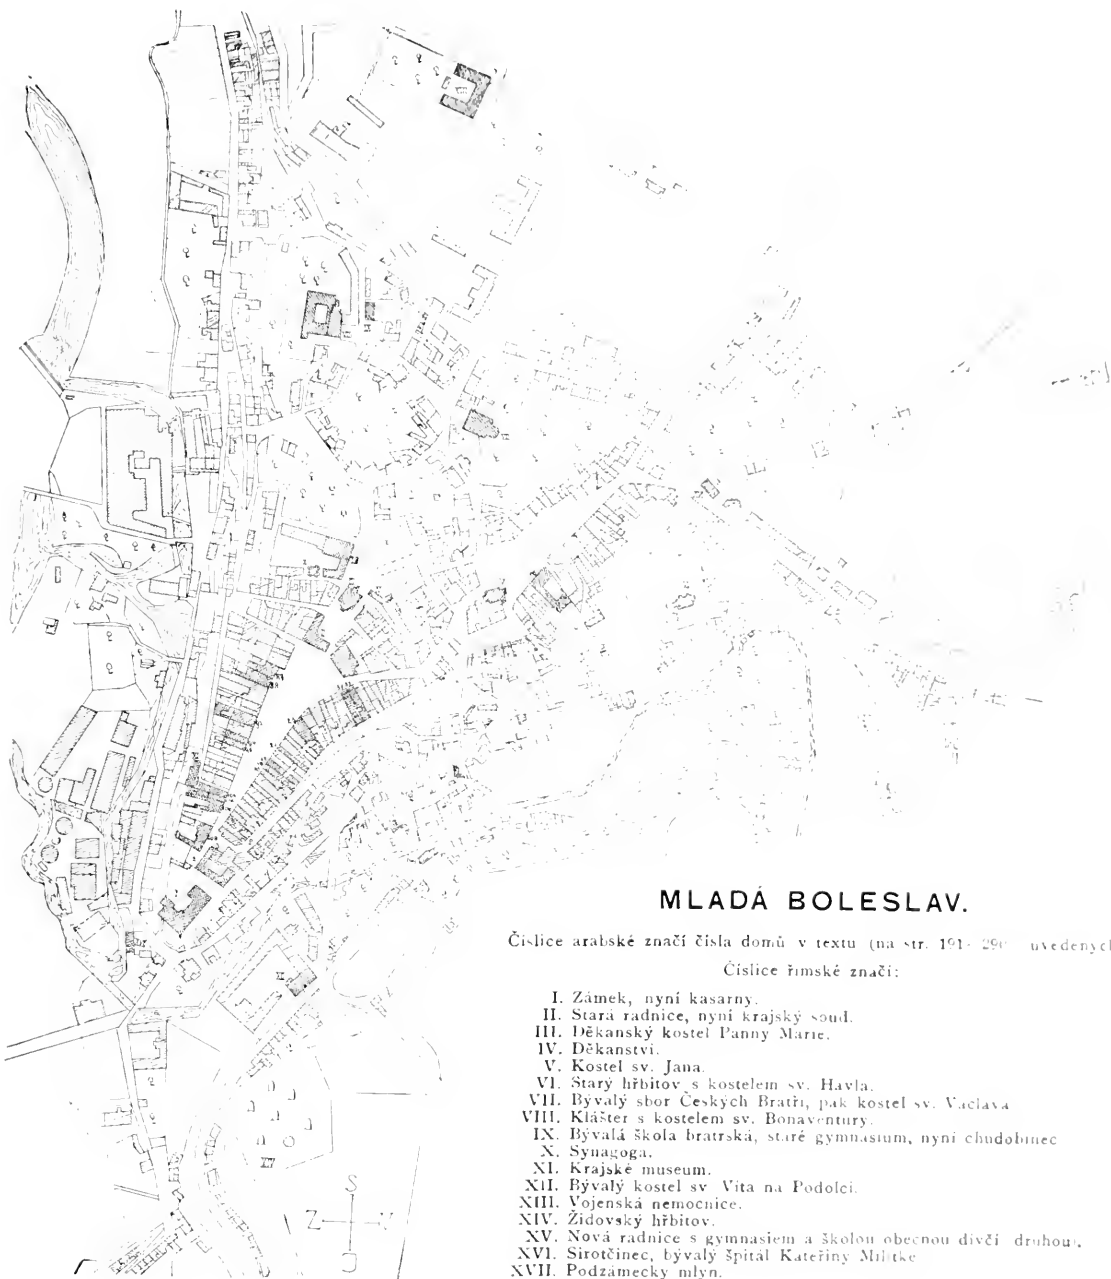 MLADÁ BOLESLAV.
Číslice arabské značí čísla domů v textu (na str. 191- uvedených
Číslice římské značí:
I. Zámek, nyní kasarny.
II. Stará radnice, nyní krajský soud.
III. Děkanský kostel Panny Marie.
IV. Děkanství.
V. Kostel sv. Jana.
VI. Starý hřbitov s kostelem sv. Havla.
VII. Bývalý sbor Českých Bratří, pak kostel sv. Václava
VIII. Klášter s kostelem sv. Bonaventury.
IX. Bývalá škola bratrská, staré gymnasium, nyní chudobinec
X. Synagoga.
XI. Krajské museum.
XII. Bývalý kostel sv. Víta na Podolci.
XIII. Vojenská nemocnice.
XIV. Židovský hřbitov.
XV. Nová radnice s gymnasiem a školou obecnou dívčí druhou.
XVI. Sirotčinec, bývalý špitál Kateřiny Militké
XVII. Podzámecký mlýn.
S
Z V
J